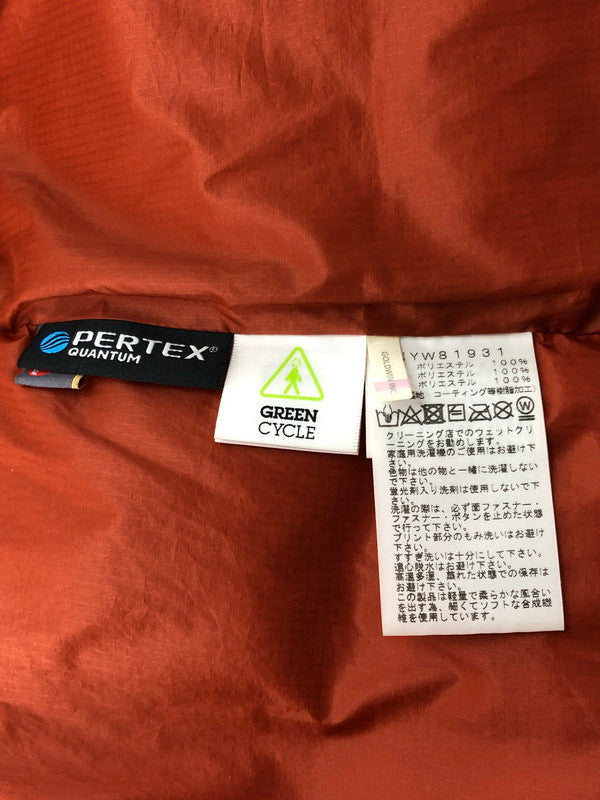 PERTEX®
QUANTUM
GREEN
CYCLE
GOLDWIN INC
YW81931
ポリエステル 100%
ポリエステル 100%
ポリエステル 100%
コーティング等樹脂加工)
クリーニング店でのウェットクリ
ーニングをお勧めします。
家庭用洗濯機のご使用はお避け下
さい。
色物は他の物と一緒に洗濯しない
で下さい。
蛍光剤入り洗剤は使用しないで下
さい。
洗濯の際は、必ず面ファスナー・
ファスナー・ボタンを止めた状態
で行って下さい。
プリント部分のもみ洗いはお避け
下さい。
すすぎ洗いは十分にして下さい。
遠心脱水はお避け下さい。
高温多湿、蒸れた状態での保存は
お避け下さい。
この製品は軽量で柔らかな風合い
を出す為、細くてソフトな合成繊
維を使用しています。